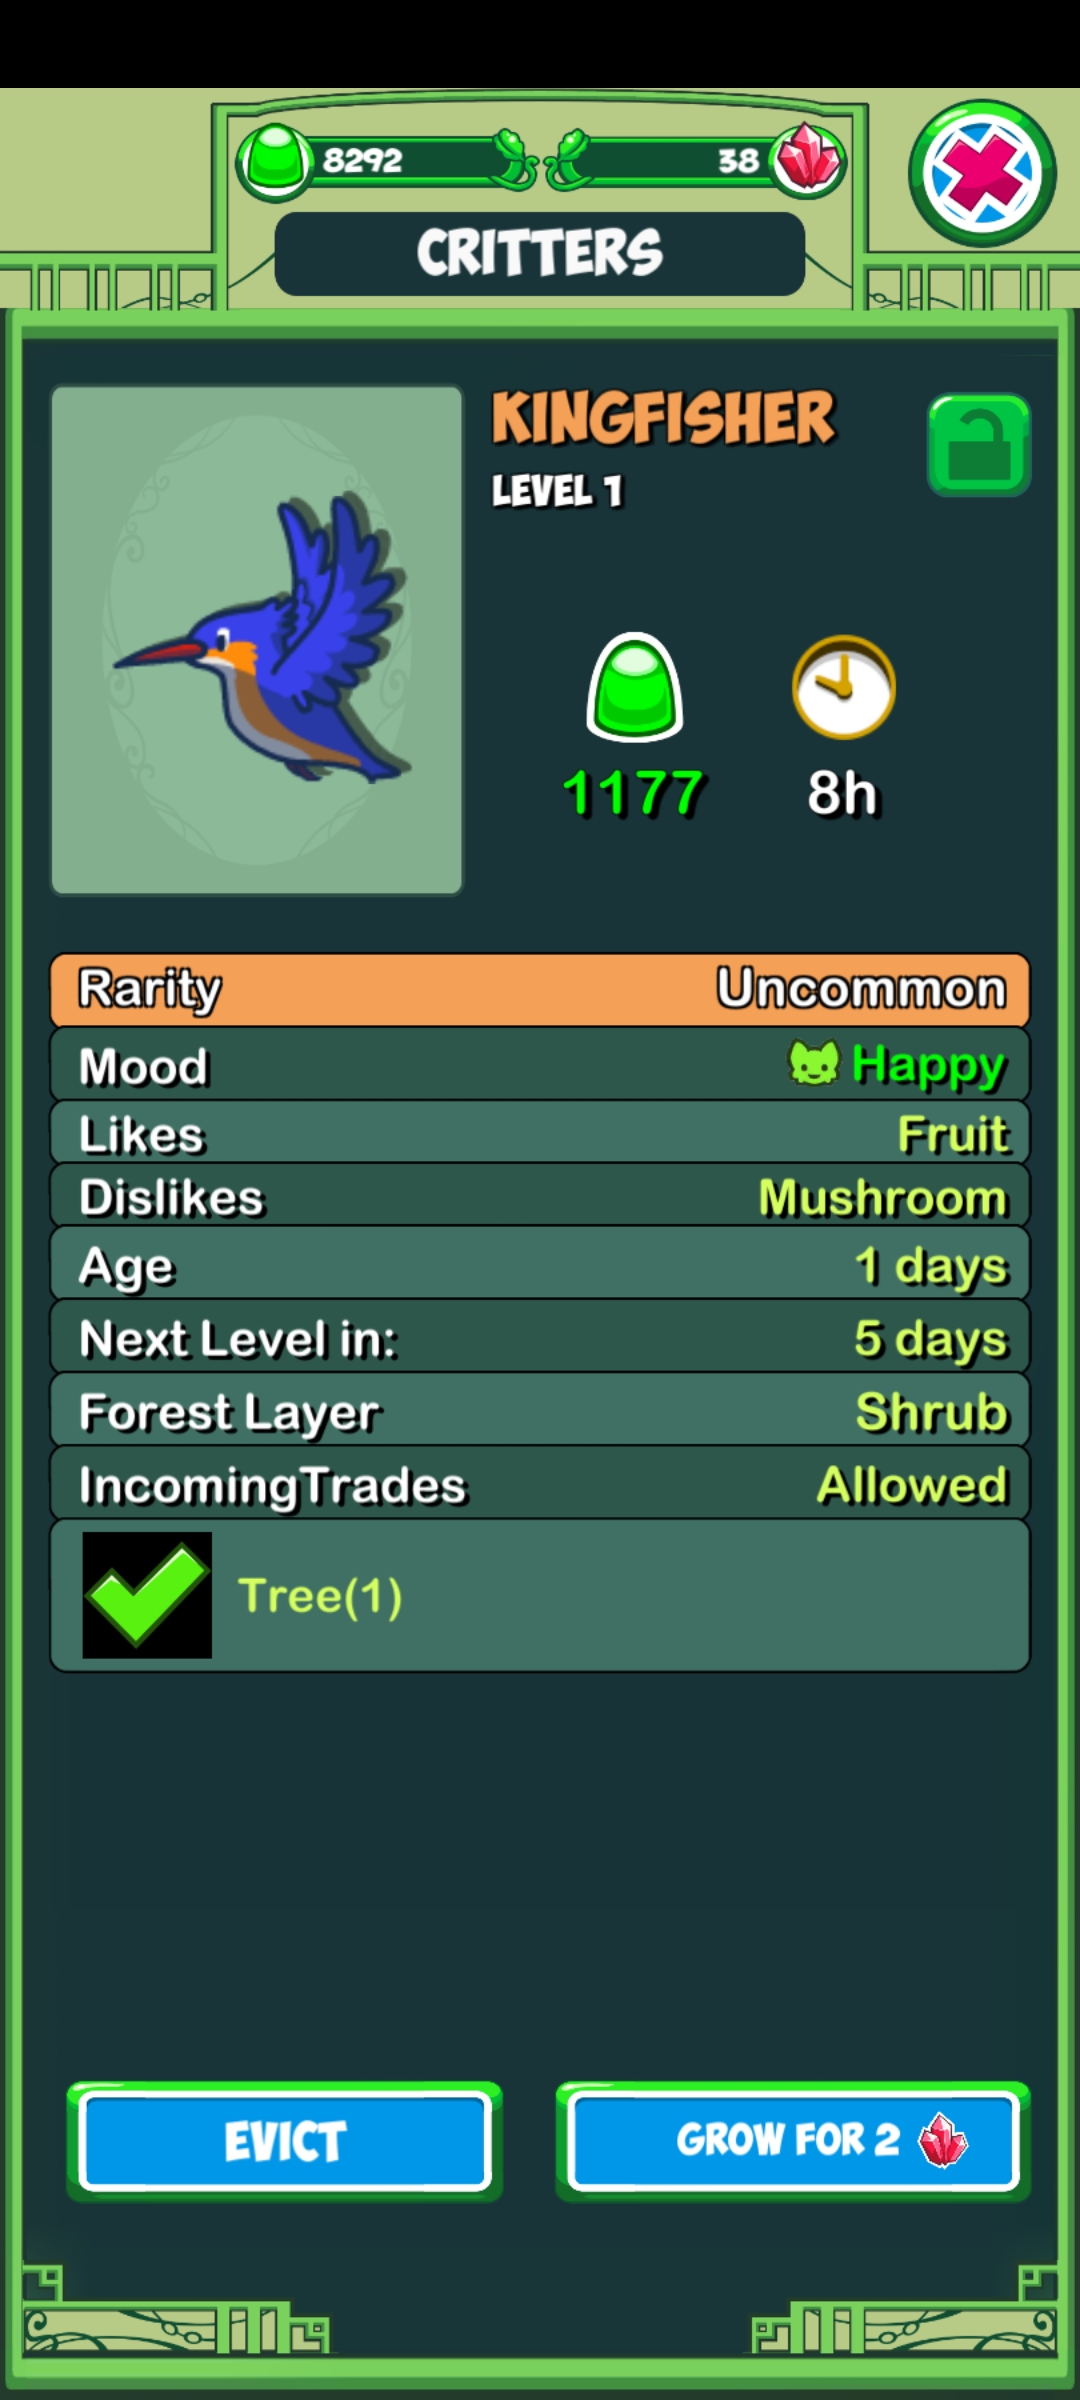 8292
38
CRITTERS
KINGFISHER
LEVEL 1
1177
8h
Rarity Uncommon
Mood Happy
Likes Fruit
Dislikes Mushroom
Age 1 days
Next Level in: 5 days
Forest Layer Shrub
IncomingTrades Allowed
Tree(1)
EVICT
GROW FOR 2